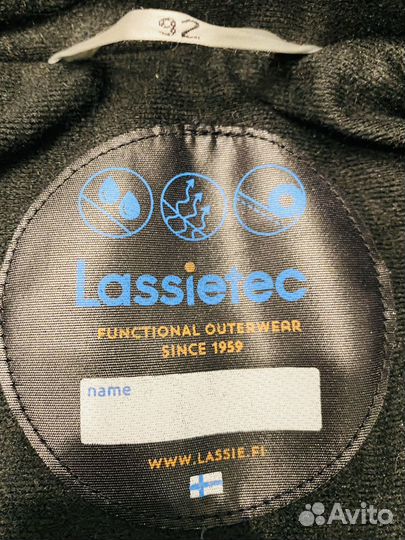 92
Lassietec
FUNCTIONAL OUTERWEAR
SINCE 1959
name
WWW.LASSIE.FI
Avito